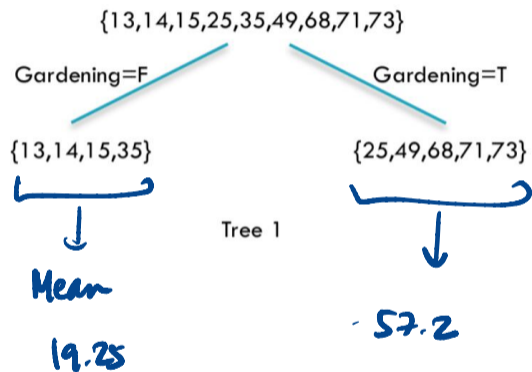 {13,14,15,25,35,49,68,71,73}
Gardening=F
Gardening=T
{13,14,15,35}
{25,49,68,71,73}
Tree 1
Mean
19.25
57.2